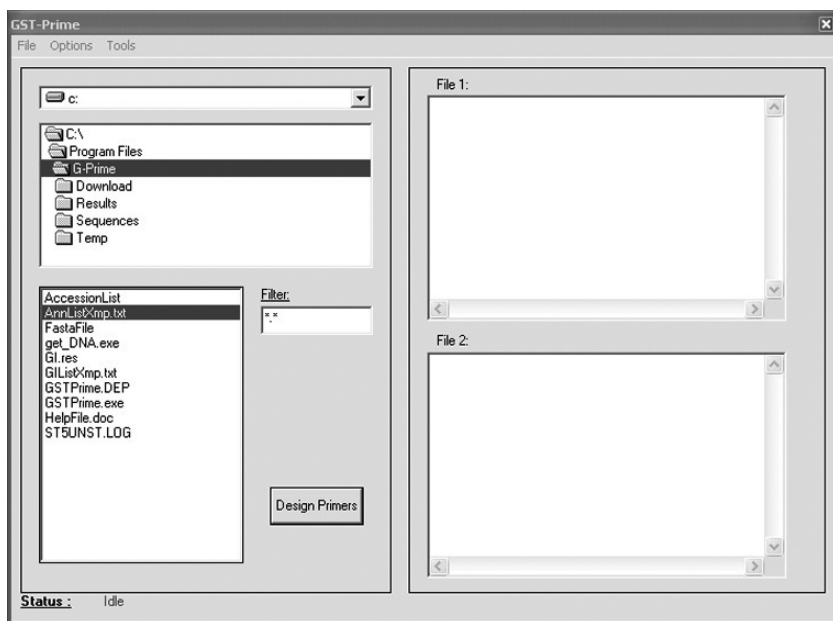 GST-Prime
File Options Tools
c:
C:\
Program Files
G-Prime
Download
Results
Sequences
Temp
AccessionList
AnnListXmp.txt
FastaFile
get_DNA.exe
GI.res
GIListXmp.txt
GSTPrime.DEP
GSTPrime.exe
HelpFile.doc
ST5UNST.LOG
Filter:
*.*
Design Primers
File 1:
File 2:
Status : Idle